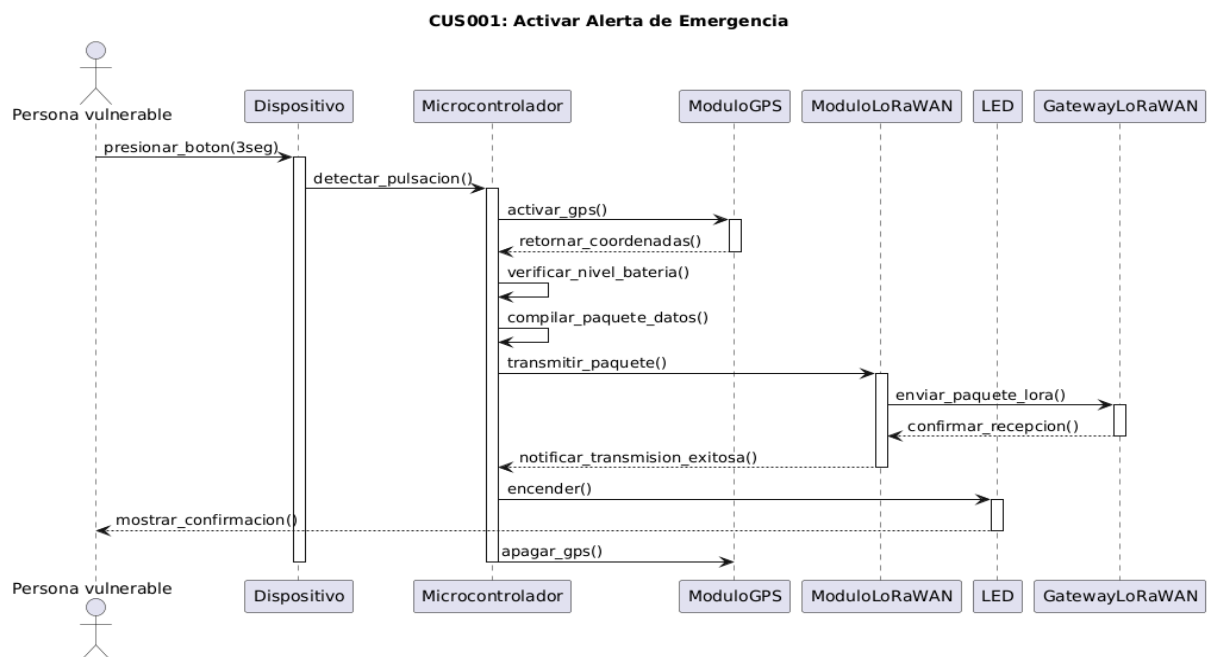 CUS001: Activar Alerta de Emergencia
Persona vulnerable
Dispositivo
Microcontrolador
ModuloGPS
ModuloLoRaWAN
LED
GatewayLoRaWAN
presionar_boton(3seg)
detectar_pulsacion()
activar_gps()
retornar_coordenadas()
verificar_nivel_bateria()
compilar_paquete_datos()
transmitir_paquete()
enviar_paquete_lora()
confirmar_recepcion()
notificar_transmision_exitosa()
encender()
mostrar_confirmacion()
apagar_gps()
Persona vulnerable
Dispositivo
Microcontrolador
ModuloGPS
ModuloLoRaWAN
LED
GatewayLoRaWAN